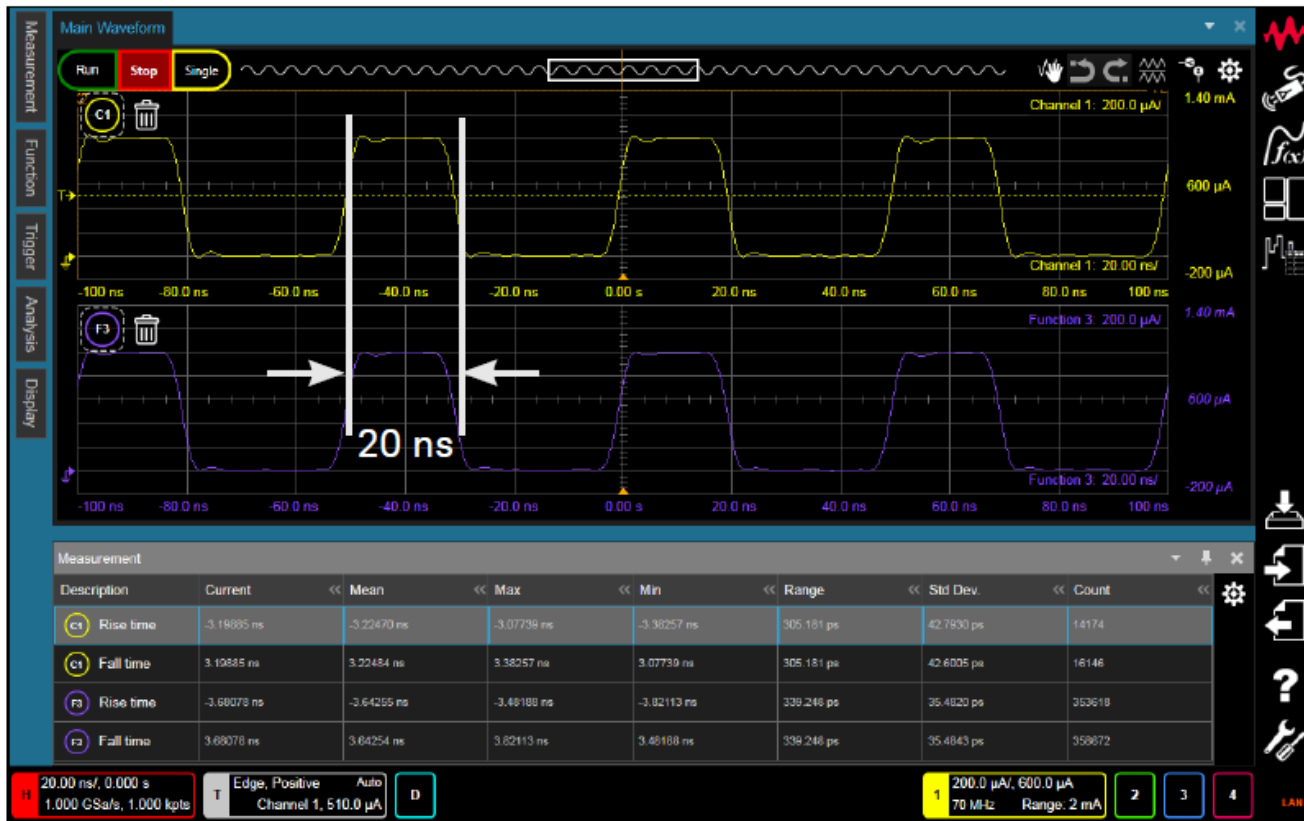 Main Waveform
Measurement
Function
Trigger
Analysis
Display
Run Stop Single
C1
Channel 1: 200.0 µA/
1.40 mA
T
600 µA
Channel 1: 20.00 ns/
-200 µA
-100 ns -80.0 ns -60.0 ns -40.0 ns -20.0 ns 0.00 s 20.0 ns 40.0 ns 60.0 ns 80.0 ns 100 ns
F3
Function 3: 200.0 µA/
1.40 mA
600 µA
20 ns
Function 3: 20.00 ns/
-200 µA
-100 ns -80.0 ns -60.0 ns -40.0 ns -20.0 ns 0.00 s 20.0 ns 40.0 ns 60.0 ns 80.0 ns 100 ns
f(x)
Measurement
Description Current << Mean << Max << Min << Range << Std Dev. << Count <<
C1 Rise time -3.19885 ns -3.22470 ns -3.07739 ns -3.38257 ns 305.181 ps 42.7930 ps 14174
C1 Fall time 3.19885 ns 3.22484 ns 3.38257 ns 3.07739 ns 305.181 ps 42.6005 ps 16146
F3 Rise time -3.68078 ns -3.64255 ns -3.48188 ns -3.82113 ns 339.246 ps 35.4820 ps 353618
F3 Fall time 3.68078 ns 3.64254 ns 3.82113 ns 3.48188 ns 339.246 ps 35.4843 ps 358672
?
H 20.00 ns/, 0.000 s
1.000 GSa/s, 1.000 kpts
T Edge, Positive Auto
Channel 1, 510.0 µA
D
1 200.0 µA/, 600.0 µA
70 MHz Range: 2 mA
2 3 4
LAN